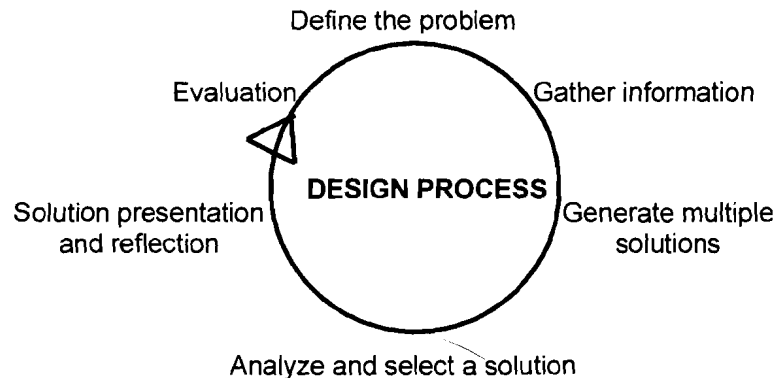 Define the problem
Evaluation
Gather information
DESIGN PROCESS
Solution presentation
and reflection
Generate multiple
solutions
Analyze and select a solution